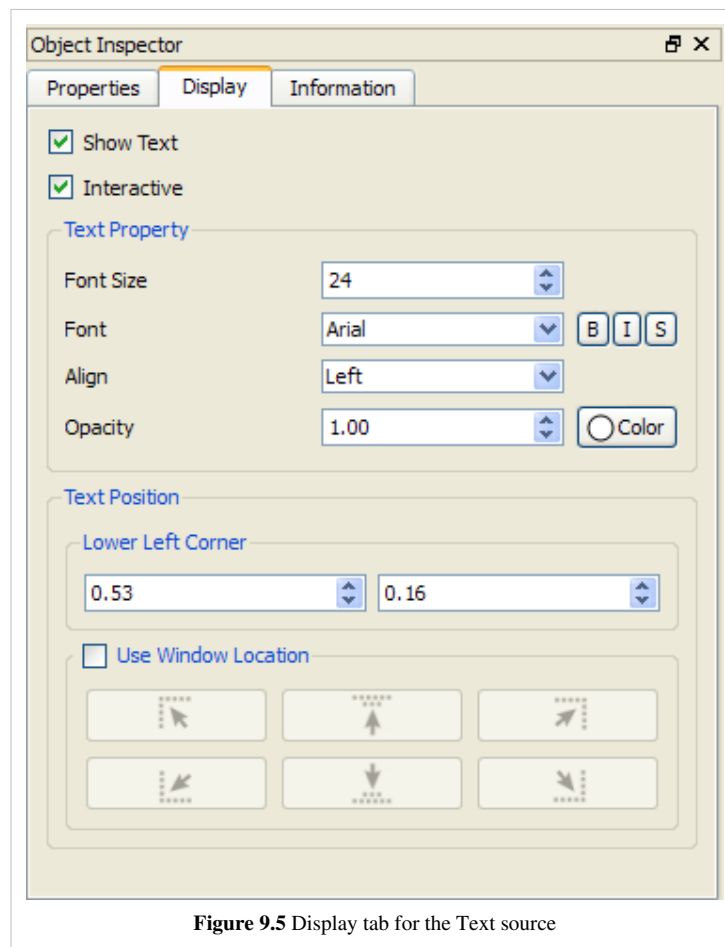 Object Inspector
Properties Display Information
Show Text
Interactive
Text Property
Font Size 24
Font Arial B I S
Align Left
Opacity 1.00 Color
Text Position
Lower Left Corner
0.53 0.16
Use Window Location
Figure 9.5 Display tab for the Text source